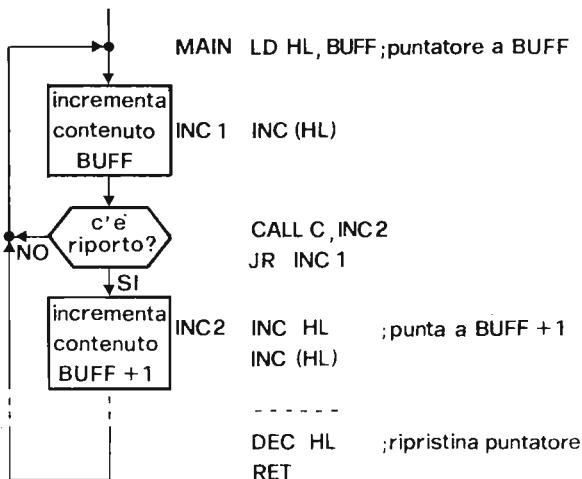 MAIN LD HL, BUFF ;puntatore a BUFF
incrementa
contenuto INC 1 INC (HL)
BUFF
c'e
riporto? CALL C, INC2
NO JR INC 1
SI
incrementa INC2 INC HL ;punta a BUFF +1
contenuto INC (HL)
BUFF +1
- - - - - -
DEC HL ;ripristina puntatore
RET